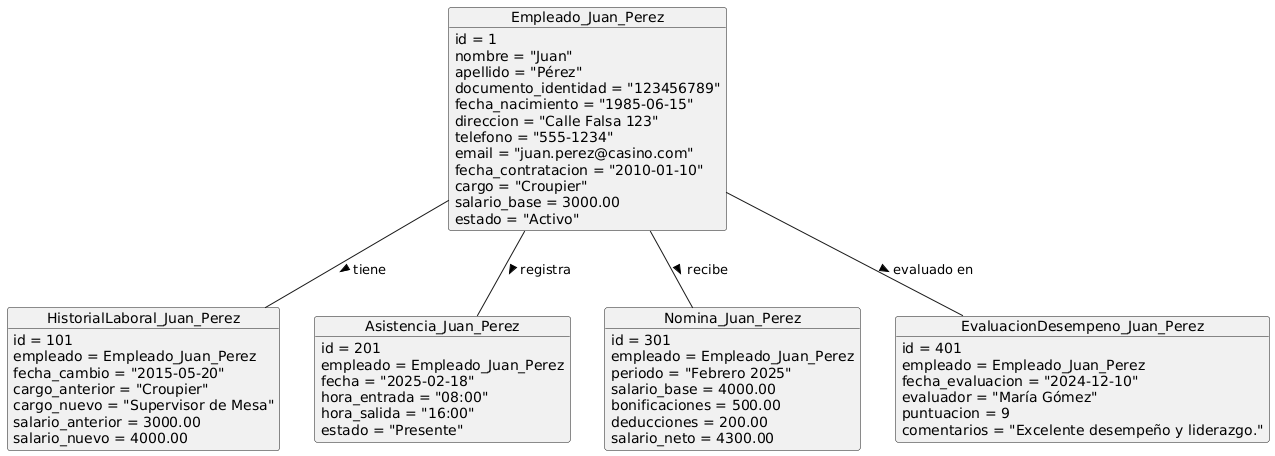 Empleado_Juan_Perez
id = 1
nombre = "Juan"
apellido = "Pérez"
documento_identidad = "123456789"
fecha_nacimiento = "1985-06-15"
direccion = "Calle Falsa 123"
telefono = "555-1234"
email = "juan.perez@casino.com"
fecha_contratacion = "2010-01-10"
cargo = "Croupier"
salario_base = 3000.00
estado = "Activo"
tiene
registra
recibe
evaluado en
HistorialLaboral_Juan_Perez
id = 101
empleado = Empleado_Juan_Perez
fecha_cambio = "2015-05-20"
cargo_anterior = "Croupier"
cargo_nuevo = "Supervisor de Mesa"
salario_anterior = 3000.00
salario_nuevo = 4000.00
Asistencia_Juan_Perez
id = 201
empleado = Empleado_Juan_Perez
fecha = "2025-02-18"
hora_entrada = "08:00"
hora_salida = "16:00"
estado = "Presente"
Nomina_Juan_Perez
id = 301
empleado = Empleado_Juan_Perez
periodo = "Febrero 2025"
salario_base = 4000.00
bonificaciones = 500.00
deducciones = 200.00
salario_neto = 4300.00
EvaluacionDesempeno_Juan_Perez
id = 401
empleado = Empleado_Juan_Perez
fecha_evaluacion = "2024-12-10"
evaluador = "María Gómez"
puntuacion = 9
comentarios = "Excelente desempeño y liderazgo."